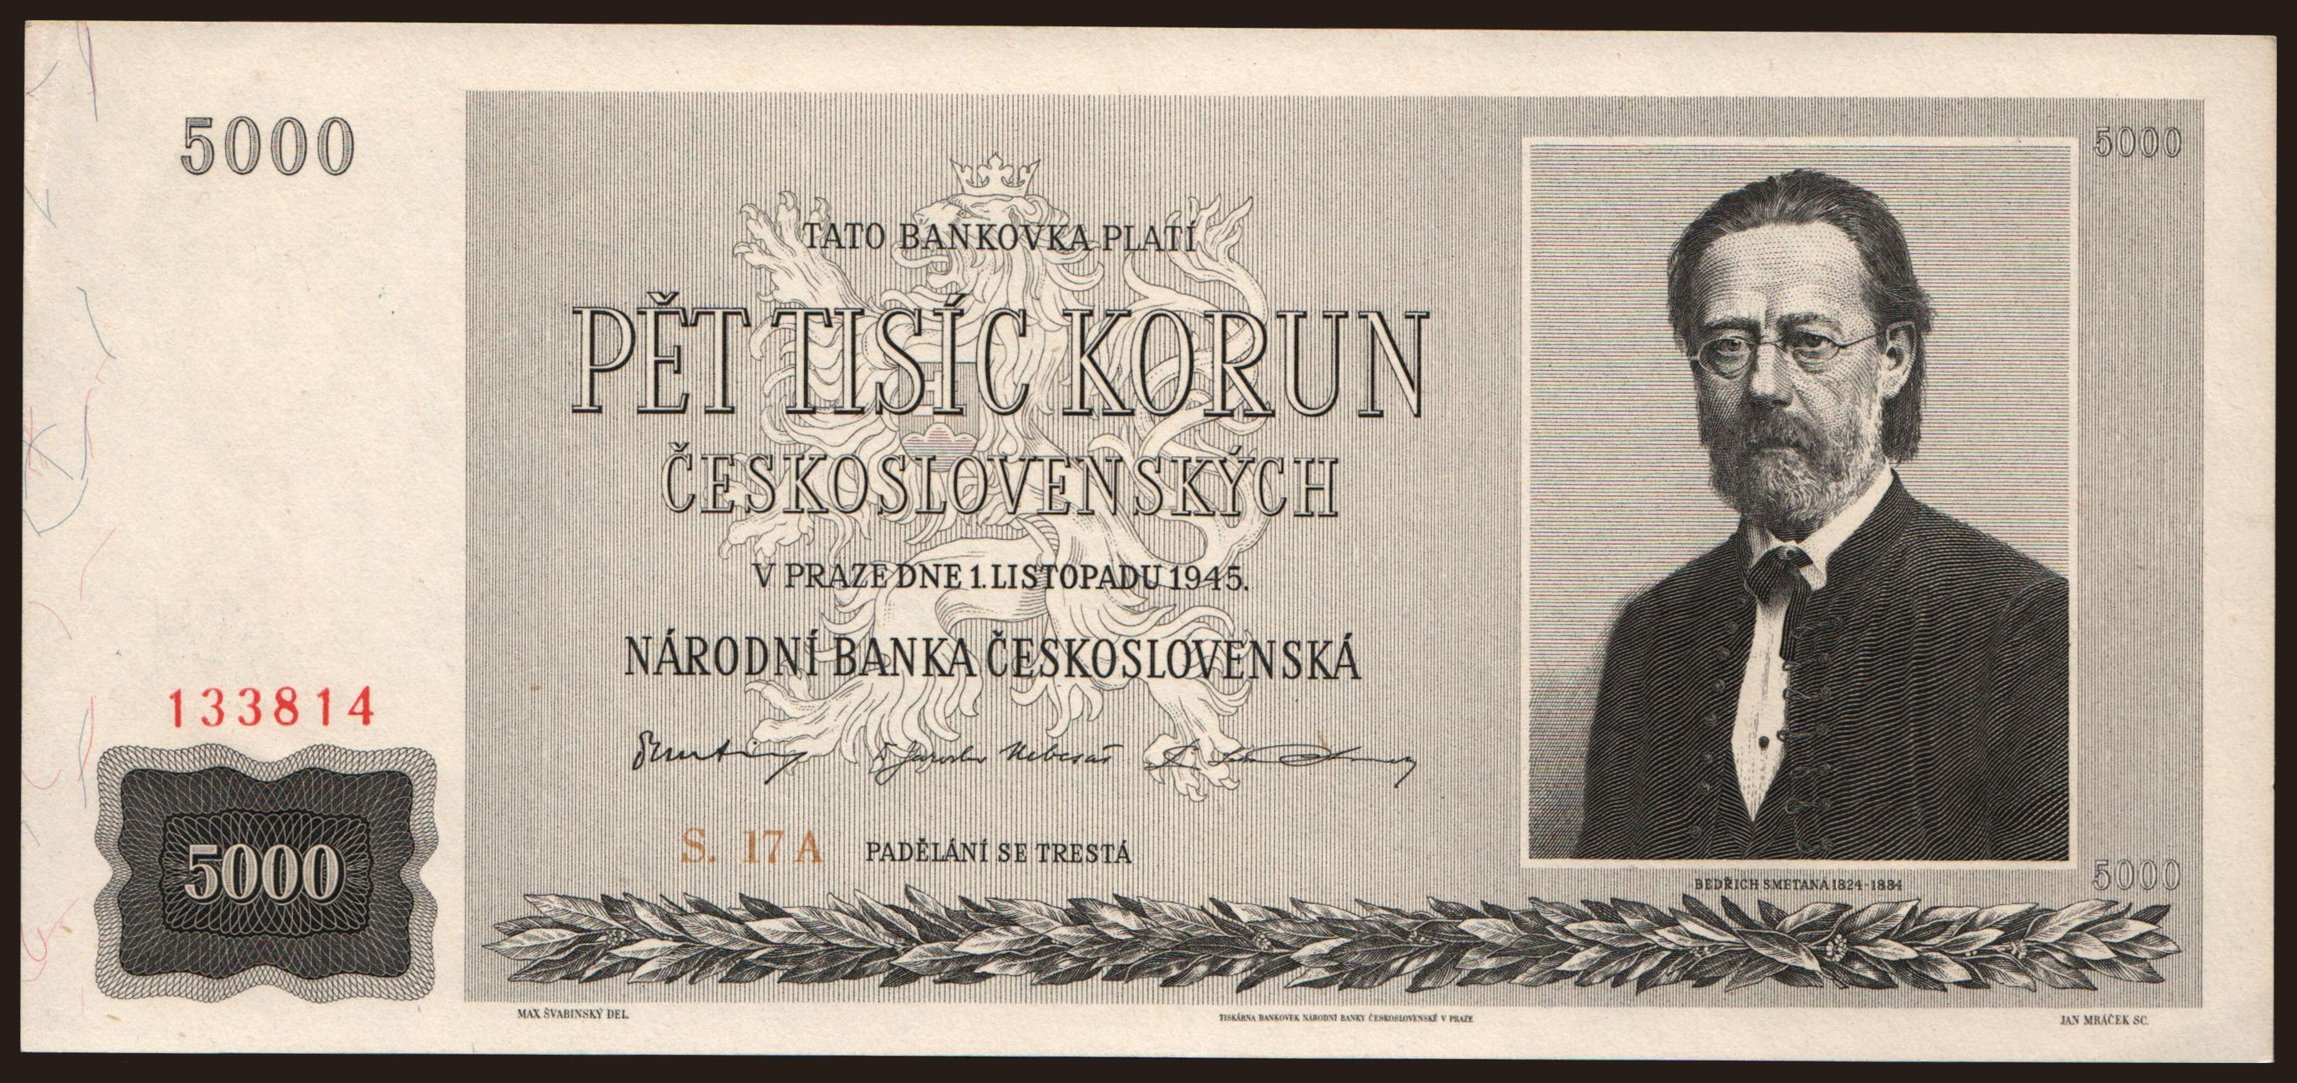 5000
5000
TATO BANKOVKA PLATÍ
PĚT TISÍC KORUN
ČESKOSLOVENSKÝCH
V PRAZE DNE 1. LISTOPADU 1945.
NÁRODNÍ BANKA ČESKOSLOVENSKÁ
133814
Jaroslav Nebesář
S. 17 A PADĚLÁNÍ SE TRESTÁ
5000
BEDŘICH SMETANA 1824-1884
5000
MAX ŠVABINSKÝ DEL.
TISKÁRNA BANKOVEK NÁRODNÍ BANKY ČESKOSLOVENSKÉ V PRAZE
JAN MRÁČEK SC.